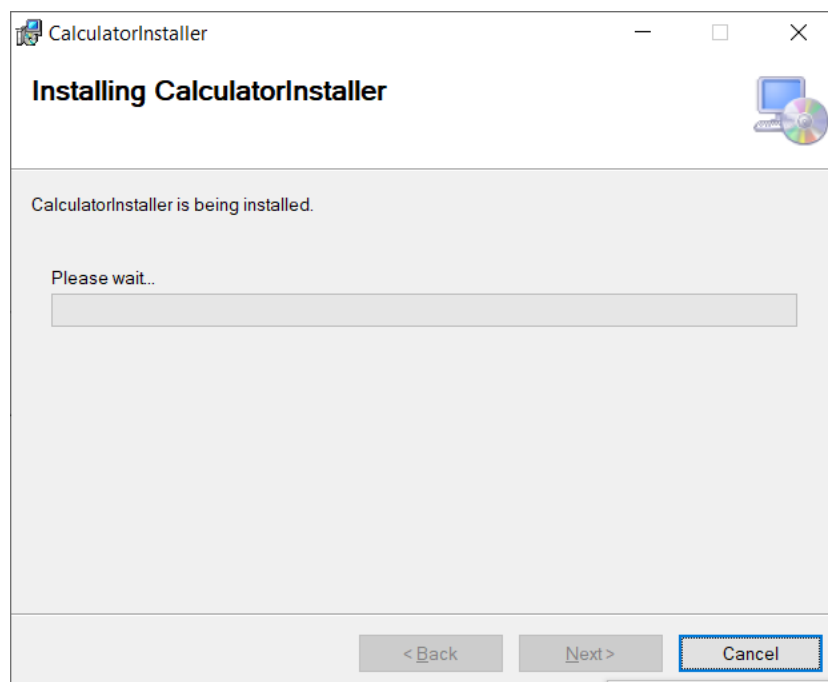 CalculatorInstaller
Installing CalculatorInstaller
CalculatorInstaller is being installed.
Please wait...
< Back Next > Cancel